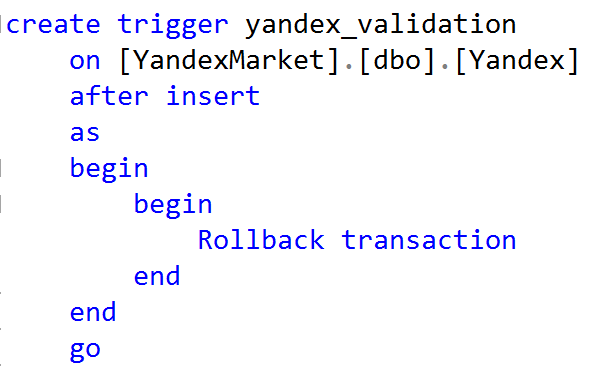 create trigger yandex_validation
on [YandexMarket].[dbo].[Yandex]
after insert
as
begin
begin
Rollback transaction
end
end
go